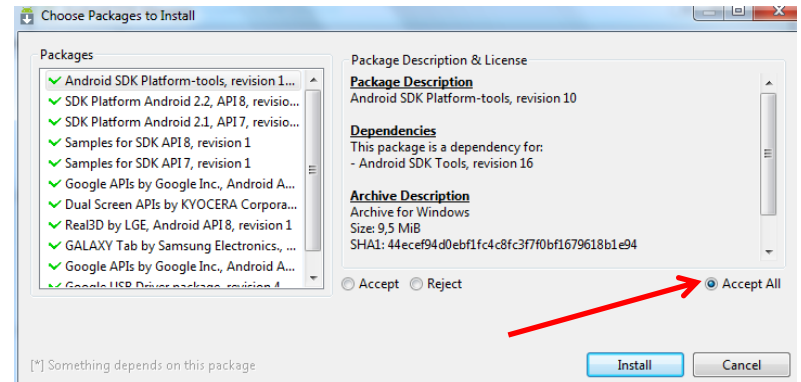 Choose Packages to Install
Packages
Android SDK Platform-tools, revision 1...
SDK Platform Android 2.2, API 8, revisio...
SDK Platform Android 2.1, API 7, revisio...
Samples for SDK API 8, revision 1
Samples for SDK API 7, revision 1
Google APIs by Google Inc., Android A...
Dual Screen APIs by KYOCERA Corpora...
Real3D by LGE, Android API 8, revision 1
GALAXY Tab by Samsung Electronics., ...
Google APIs by Google Inc., Android A...
Google USB Driver package, revision 4
Package Description & License
Package Description
Android SDK Platform-tools, revision 10
Dependencies
This package is a dependency for:
- Android SDK Tools, revision 16
Archive Description
Archive for Windows
Size: 9,5 MiB
SHA1: 44ecef94d0ebf1fc4c8fc3f7f0bf1679618b1e94
Accept Reject Accept All
[*] Something depends on this package
Install Cancel